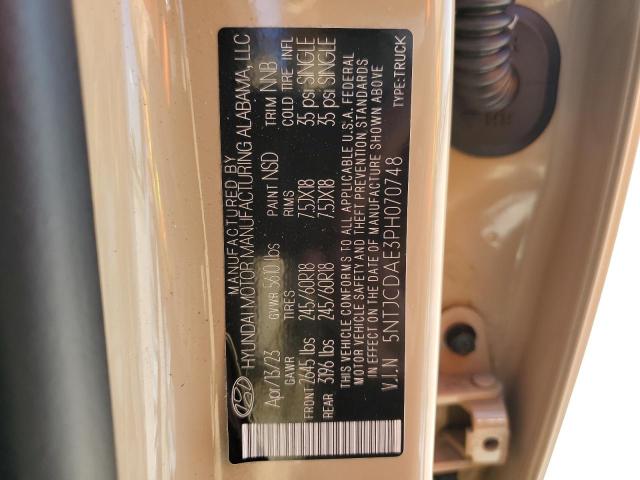 MANUFACTURED BY
HYUNDAI MOTOR MANUFACTURING ALABAMA, LLC
Apr/13/23 GVWR 5610 lbs PAINT NSD TRIM NNB
GAWR TIRES RIMS COLD TIRE INFL
FRONT 2645 lbs 245/60R18 7.5JX18 35 psi SINGLE
REAR 3196 lbs 245/60R18 7.5JX18 35 psi SINGLE
THIS VEHICLE CONFORMS TO ALL APPLICABLE U.S.A. FEDERAL
MOTOR VEHICLE SAFETY AND THEFT PREVENTION STANDARDS
IN EFFECT ON THE DATE OF MANUFACTURE SHOWN ABOVE
V.I.N 5NTJCDAE3PH070748 TYPE:TRUCK